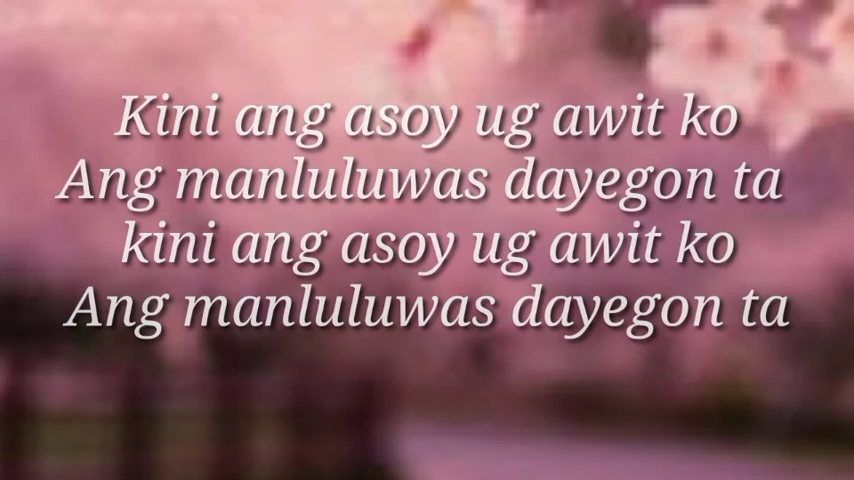 Kini ang asoy ug awit ko
Ang manluluwas dayegon ta
kini ang asoy ug awit ko
Ang manluluwas dayegon ta